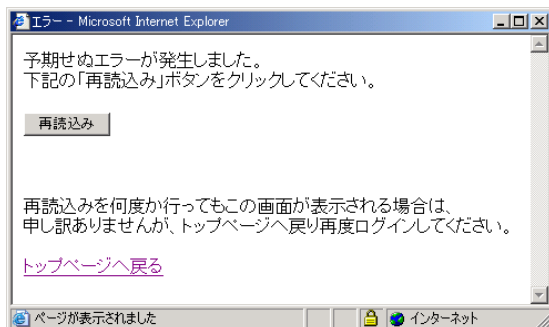 エラー - Microsoft Internet Explorer
予期せぬエラーが発生しました。
下記の「再読込み」ボタンをクリックしてください。
再読込み
再読込みを何度か行ってもこの画面が表示される場合は、
申し訳ありませんが、トップページへ戻り再度ログインしてください。
トップページへ戻る
ページが表示されました
インターネット